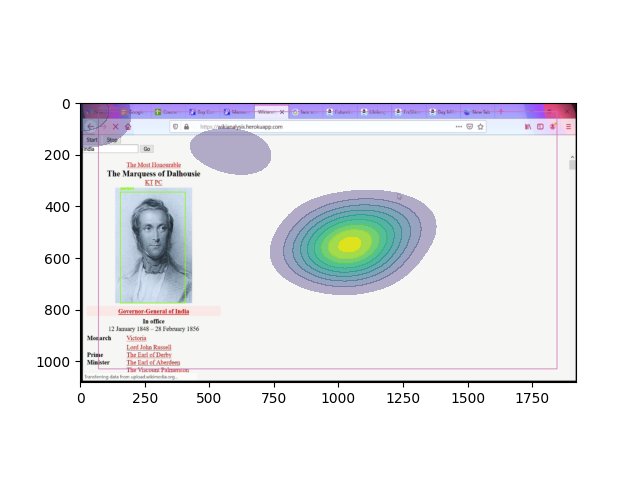 0
200
400
600
800
1000
0 250 500 750 1000 1250 1500 1750
New Tab
https://wikianalysis.herokuapp.com
Start Stop
india Go
The Most Honourable
The Marquess of Dalhousie
KT PC
Governor-General of India
In office
12 January 1848 – 28 February 1856
Monarch Victoria
Prime Minister Lord John Russell
The Earl of Derby
The Earl of Aberdeen
The Viscount Palmerston
Transferring data from upload.wikimedia.org...